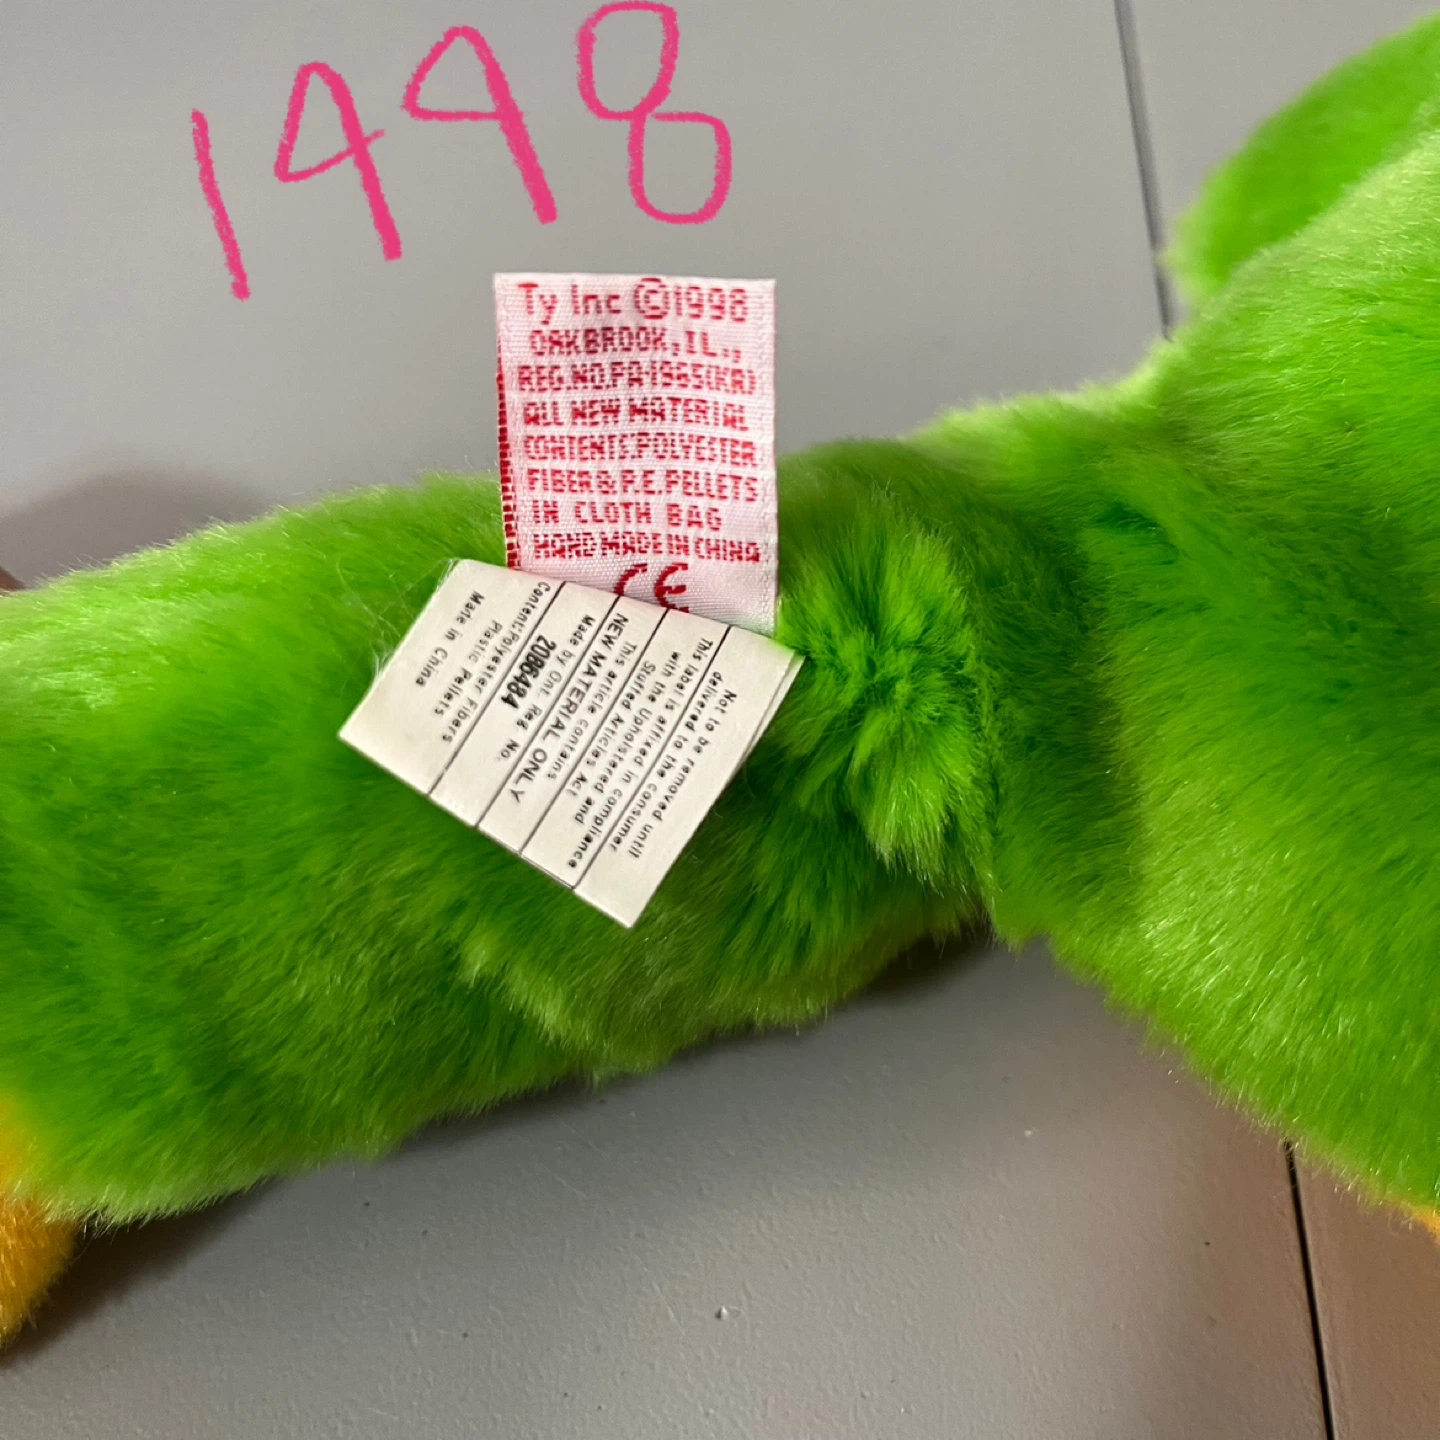 1998
Ty Inc ©1998
OAKBROOK,IL.,
REG.NO.PA-1965(KR)
ALL NEW MATERIAL
CONTENTS:POLYESTER
FIBER & P.E.PELLETS
IN CLOTH BAG
HAND MADE IN CHINA
CE
Not to be removed until
delivered to the consumer
This label is affixed in compliance
with the Upholstered and
Stuffed Articles Act
This article contains
NEW MATERIAL ONLY
Made by Ont. Reg. No.
2086484
Content:Polyester Fibers
Plastic Pellets
Made in China